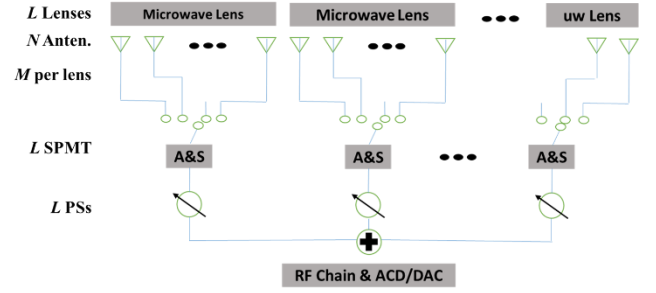 L Lenses Microwave Lens Microwave Lens uw Lens
N Anten.
M per lens
L SPMT A&S A&S A&S
L PSs
RF Chain & ACD/DAC